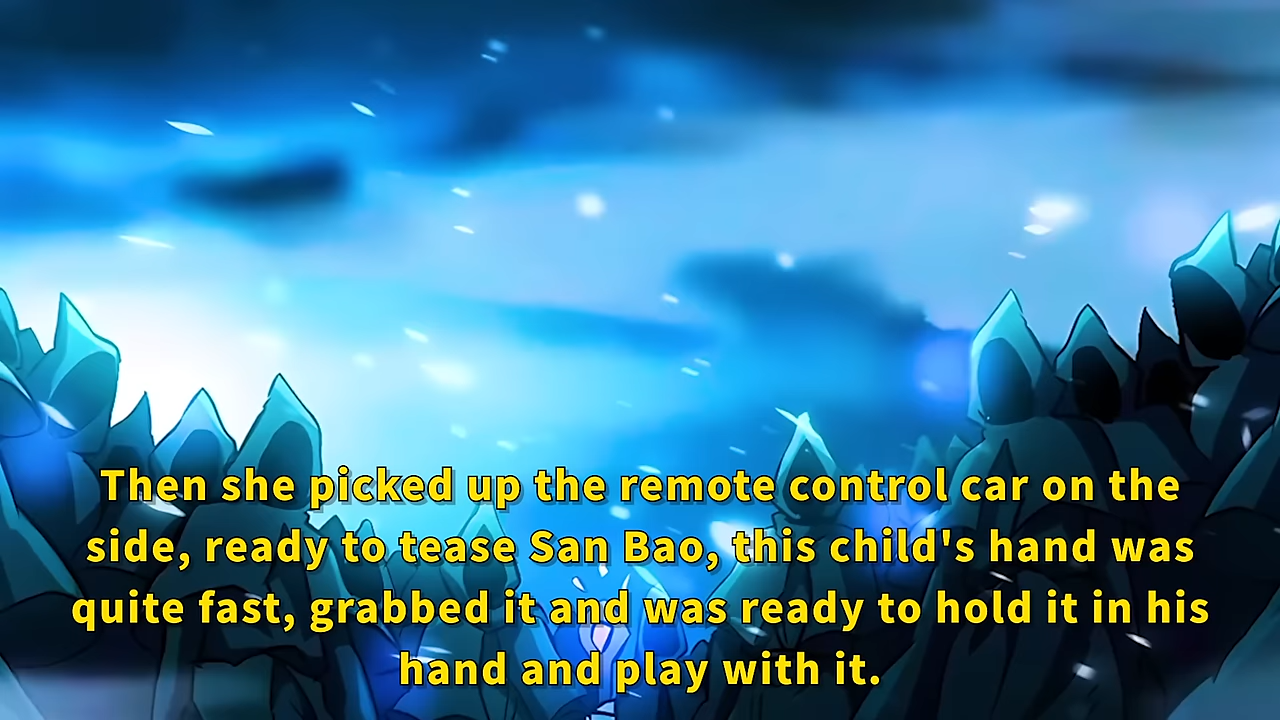 Then she picked up the remote control car on the
side, ready to tease San Bao, this child's hand was
quite fast, grabbed it and was ready to hold it in his
hand and play with it.